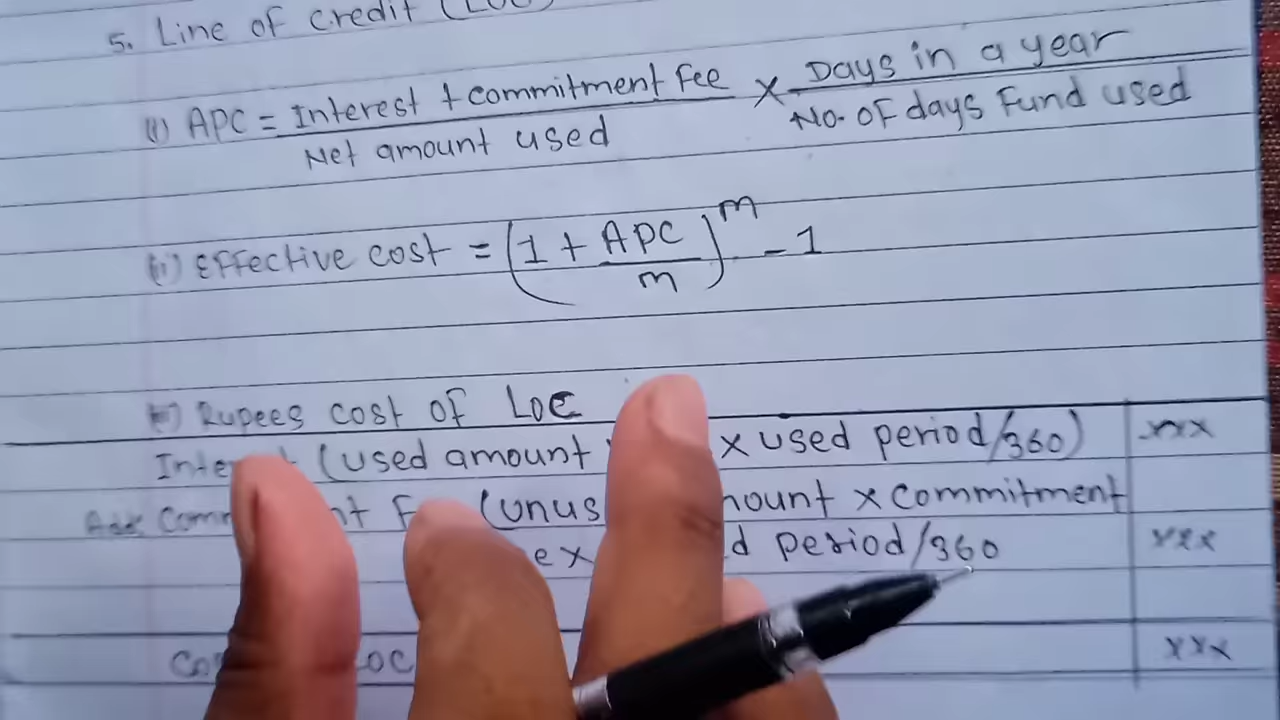 5. Line of credit
(i) APC = Interest + commitment Fee / Net amount used × Days in a year / No. OF days Fund used
(ii) Effective cost = (1 + APC / m)^m - 1
Rupees cost of LOC
(used amount × used period/360) xxx
Add: (unus mount × commitment
e × d period/360 xxx
xxx